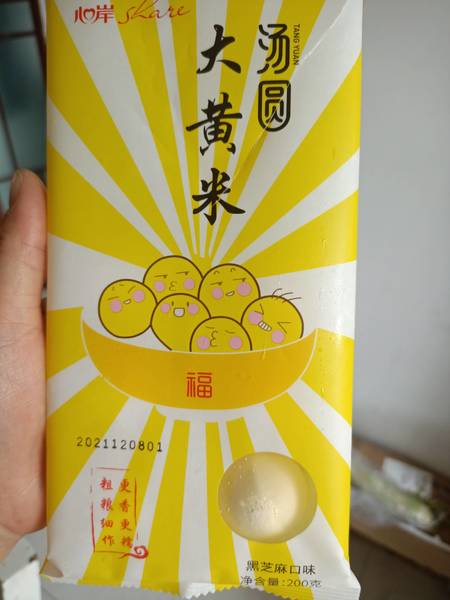 心岸 share
汤圆
TANG YUAN
大黄米
福
2021120801
更香更糯
粗粮细作
黑芝麻口味
净含量:200克